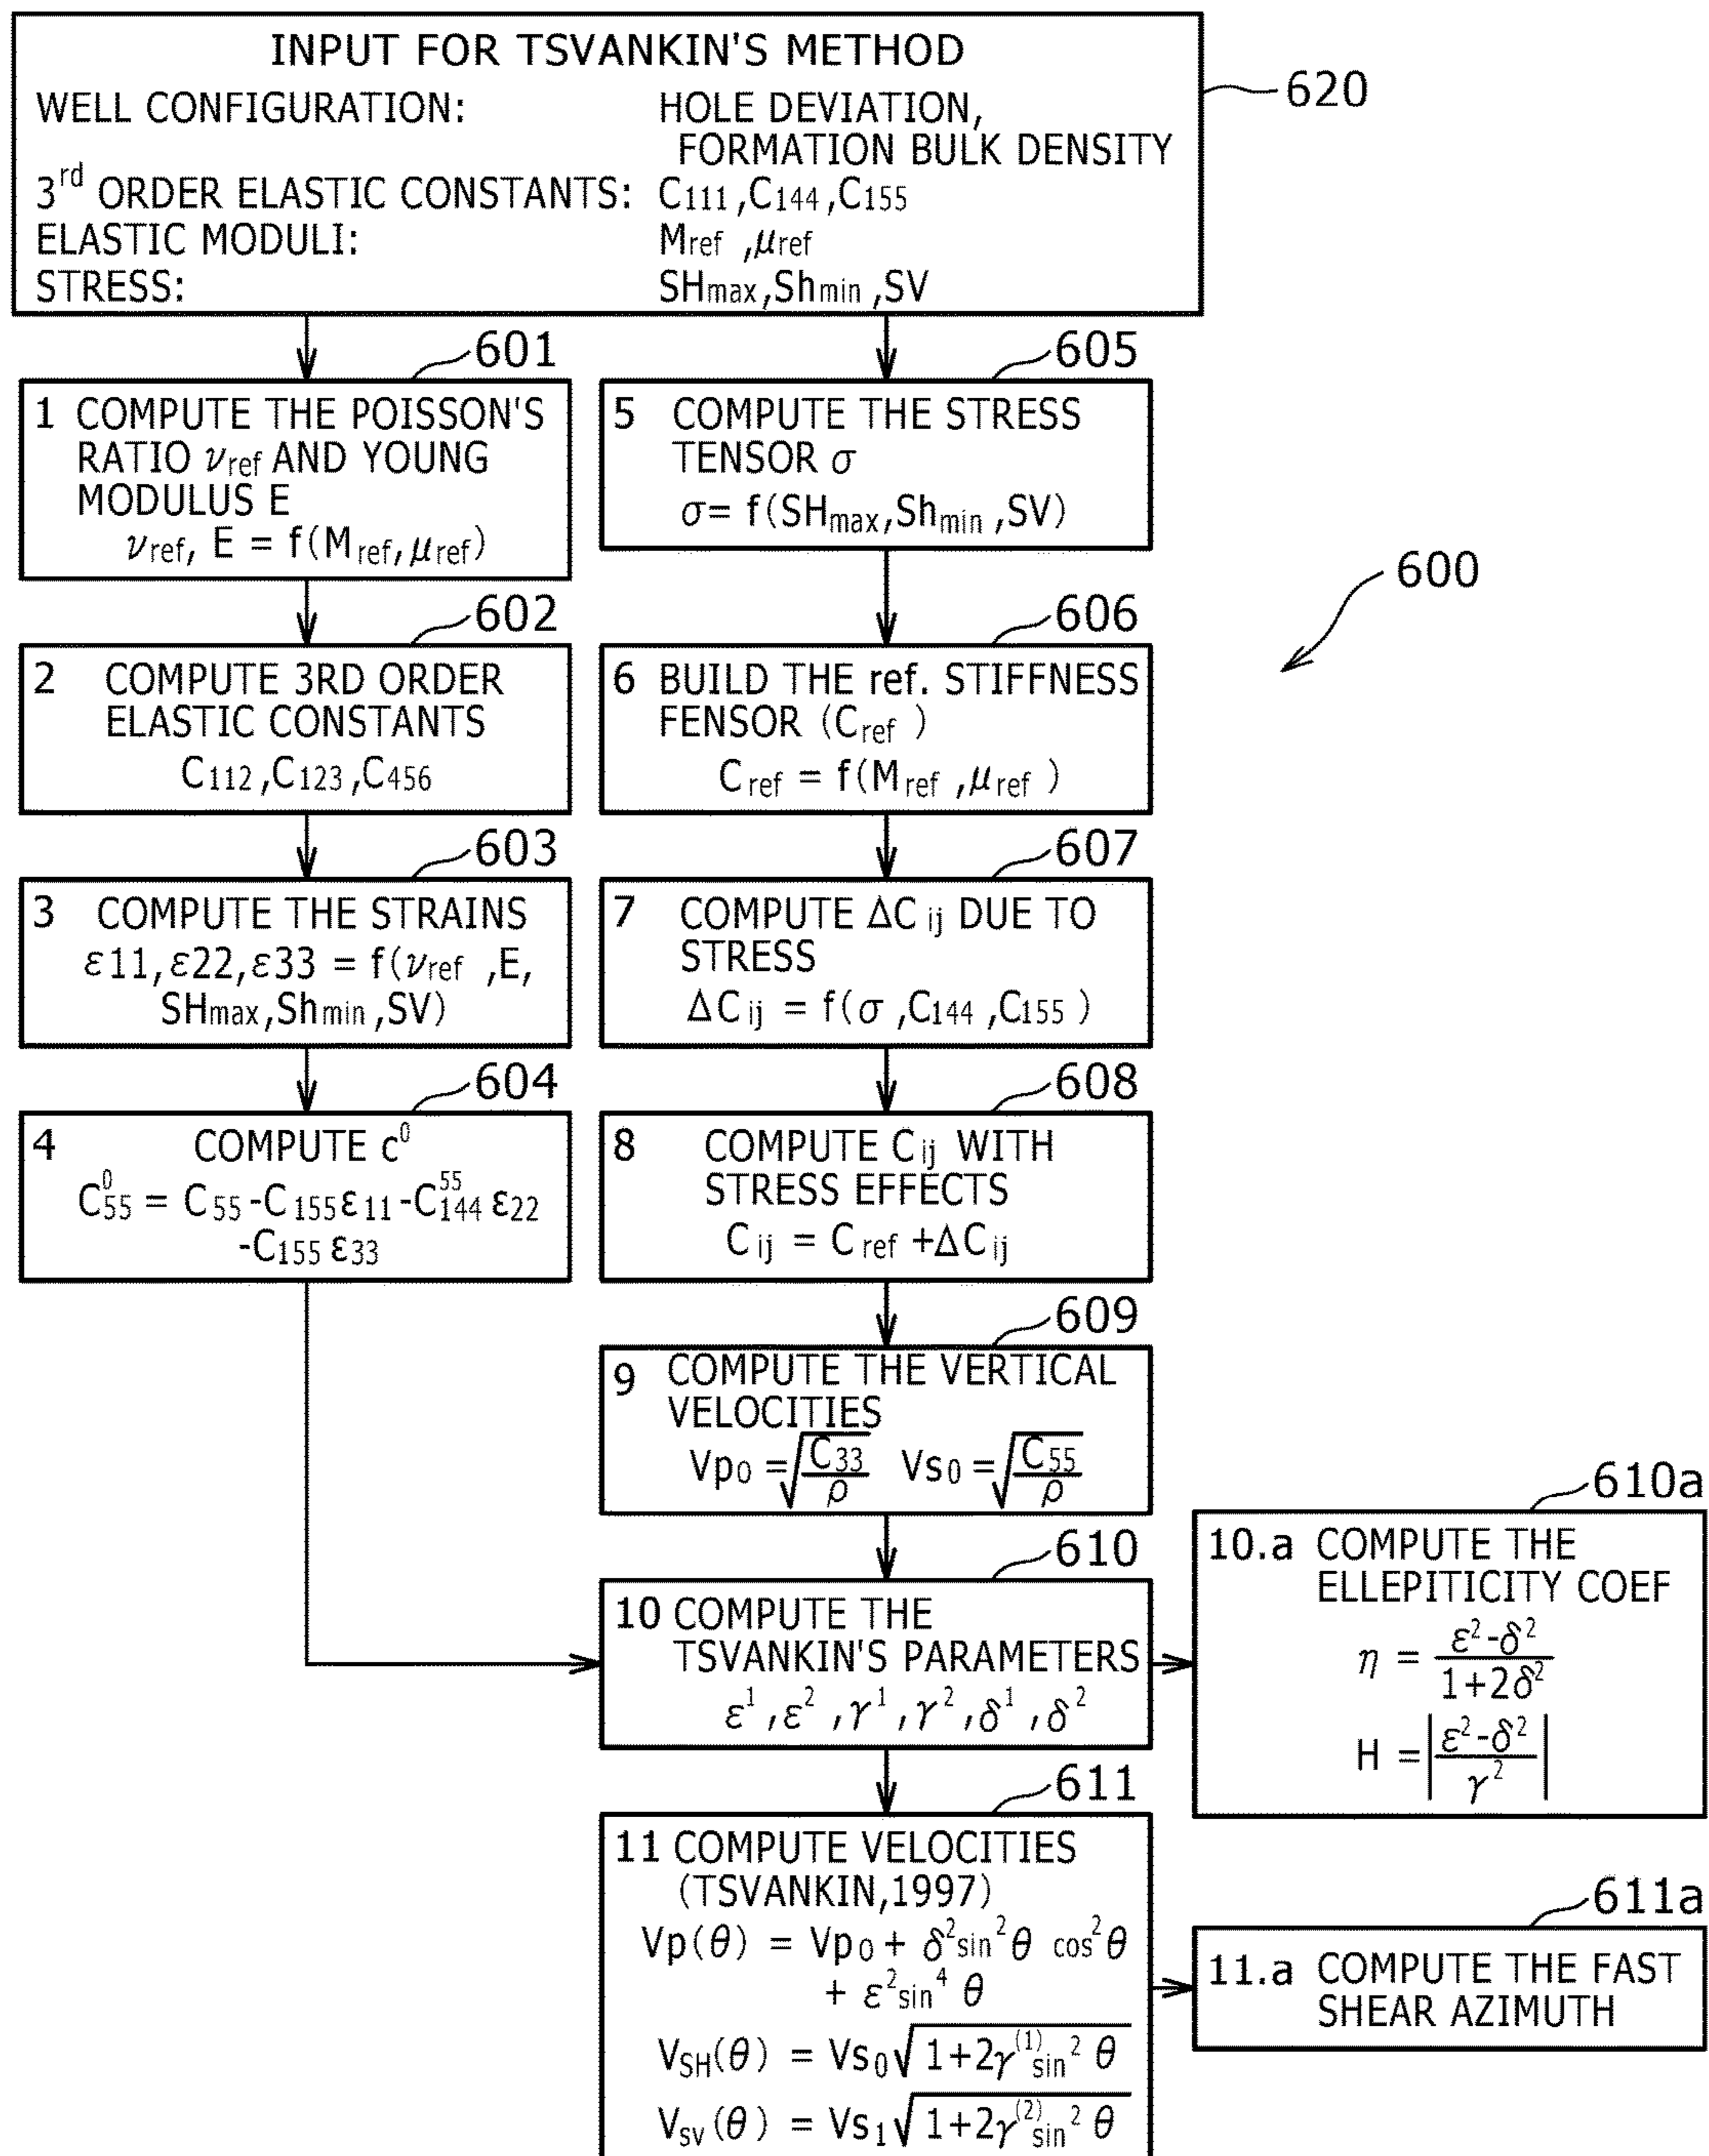 INPUT FOR TSVANKIN'S METHOD
WELL CONFIGURATION: HOLE DEVIATION,
FORMATION BULK DENSITY
3rd ORDER ELASTIC CONSTANTS: C111,C144,C155
ELASTIC MODULI: Mref ,μref
STRESS: SHmax,Shmin ,SV
620
601
1 COMPUTE THE POISSON'S
RATIO νref AND YOUNG
MODULUS E
νref, E = f(Mref,μref)
602
2 COMPUTE 3RD ORDER
ELASTIC CONSTANTS
C112,C123,C456
603
3 COMPUTE THE STRAINS
ε11,ε22,ε33 = f(νref ,E,
SHmax,Shmin,SV)
604
4 COMPUTE c⁰
C⁰55 = C55-C155ε11-C⁵⁵144 ε22
-C155 ε33
605
5 COMPUTE THE STRESS
TENSOR σ
σ= f(SHmax,Shmin ,SV)
606
6 BUILD THE ref. STIFFNESS
FENSOR (Cref )
Cref = f(Mref ,μref )
607
7 COMPUTE ΔCij DUE TO
STRESS
ΔCij = f(σ ,C144 ,C155 )
608
8 COMPUTE Cij WITH
STRESS EFFECTS
Cij = Cref +ΔCij
609
9 COMPUTE THE VERTICAL
VELOCITIES
Vp0 =√(C33/ρ) Vs0 =√(C55/ρ)
610
10 COMPUTE THE
TSVANKIN'S PARAMETERS
ε¹ ,ε² ,γ¹ ,γ² ,δ¹ ,δ²
610a
10.a COMPUTE THE
ELLEPITICITY COEF
η = (ε²-δ²)/(1+2δ²)
H =|(ε²-δ²)/γ²|
611
11 COMPUTE VELOCITIES
(TSVANKIN,1997)
Vp(θ) = Vp0 + δ²sin²θ cos²θ
+ ε²sin⁴ θ
VSH(θ) = Vs0√(1+2γ⁽¹⁾sin² θ)
Vsv(θ) = Vs1√(1+2γ⁽²⁾sin² θ)
611a
11.a COMPUTE THE FAST
SHEAR AZIMUTH
600